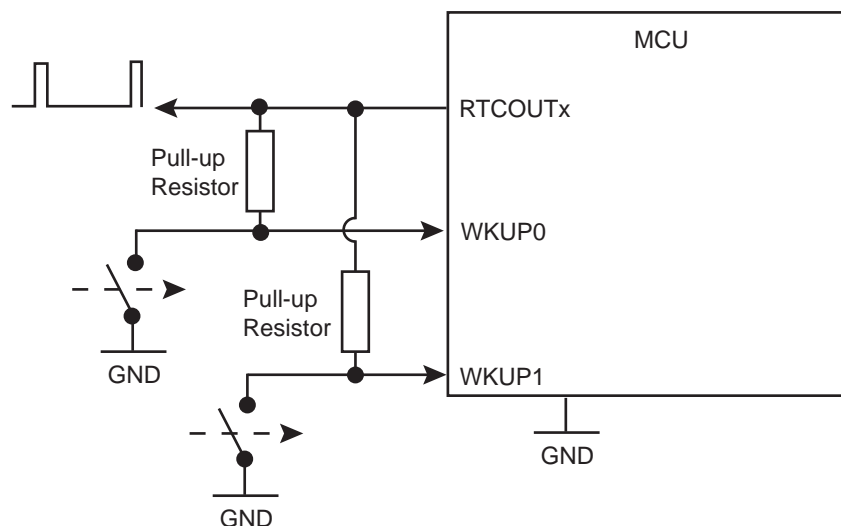 MCU
RTCOUTx
Pull-up
Resistor
WKUP0
Pull-up
Resistor
GND
WKUP1
GND
GND